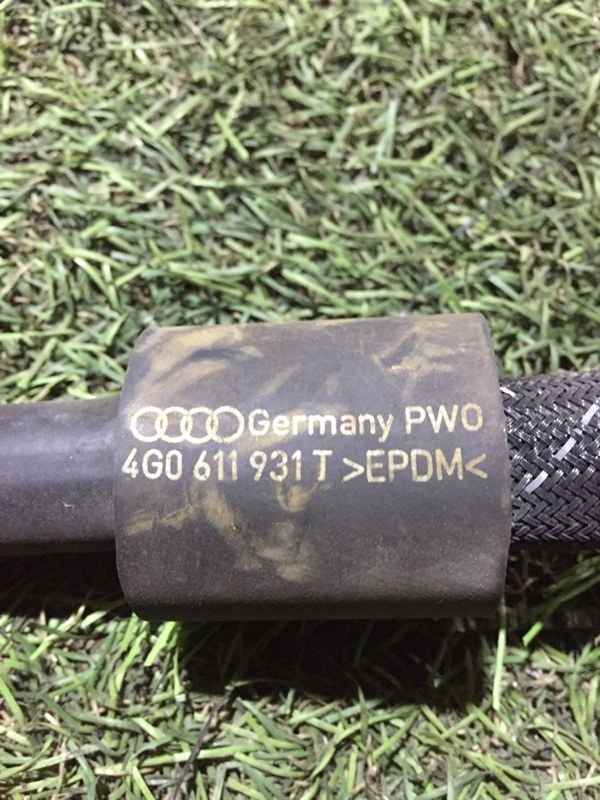 Germany PWO
4G0 611 931 T >EPDM<